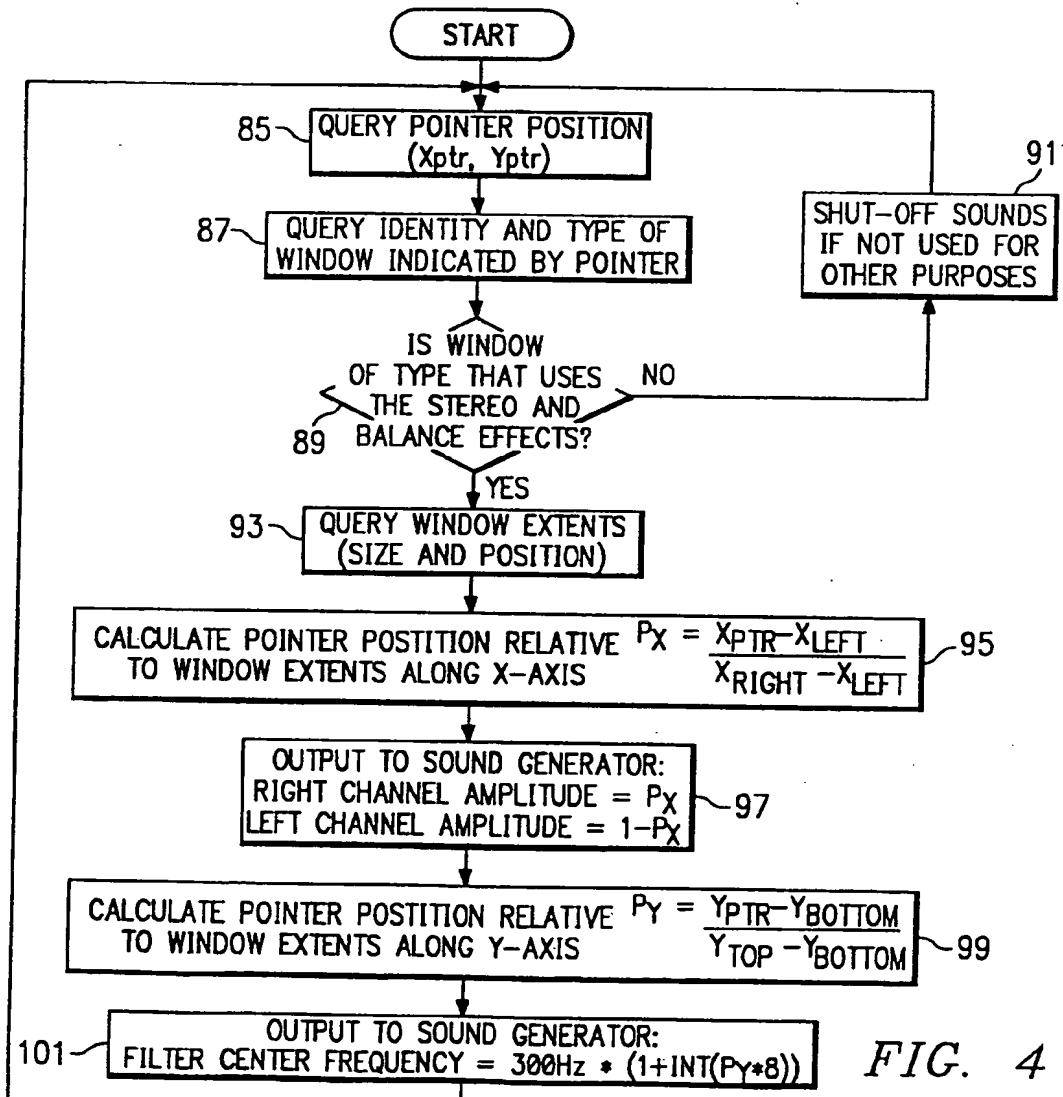 START
85
QUERY POINTER POSITION
(Xptr, Yptr)
87
QUERY IDENTITY AND TYPE OF
WINDOW INDICATED BY POINTER
91
SHUT-OFF SOUNDS
IF NOT USED FOR
OTHER PURPOSES
IS WINDOW
OF TYPE THAT USES
THE STEREO AND
BALANCE EFFECTS?
89
NO
YES
93
QUERY WINDOW EXTENTS
(SIZE AND POSITION)
CALCULATE POINTER POSTITION RELATIVE
TO WINDOW EXTENTS ALONG X-AXIS
PX = XPTR-XLEFT
XRIGHT -XLEFT
95
OUTPUT TO SOUND GENERATOR:
RIGHT CHANNEL AMPLITUDE = PX
LEFT CHANNEL AMPLITUDE = 1-PX
97
CALCULATE POINTER POSTITION RELATIVE
TO WINDOW EXTENTS ALONG Y-AXIS
PY = YPTR-YBOTTOM
YTOP -YBOTTOM
99
101
OUTPUT TO SOUND GENERATOR:
FILTER CENTER FREQUENCY = 300Hz * (1+INT(PY*8))
FIG. 4